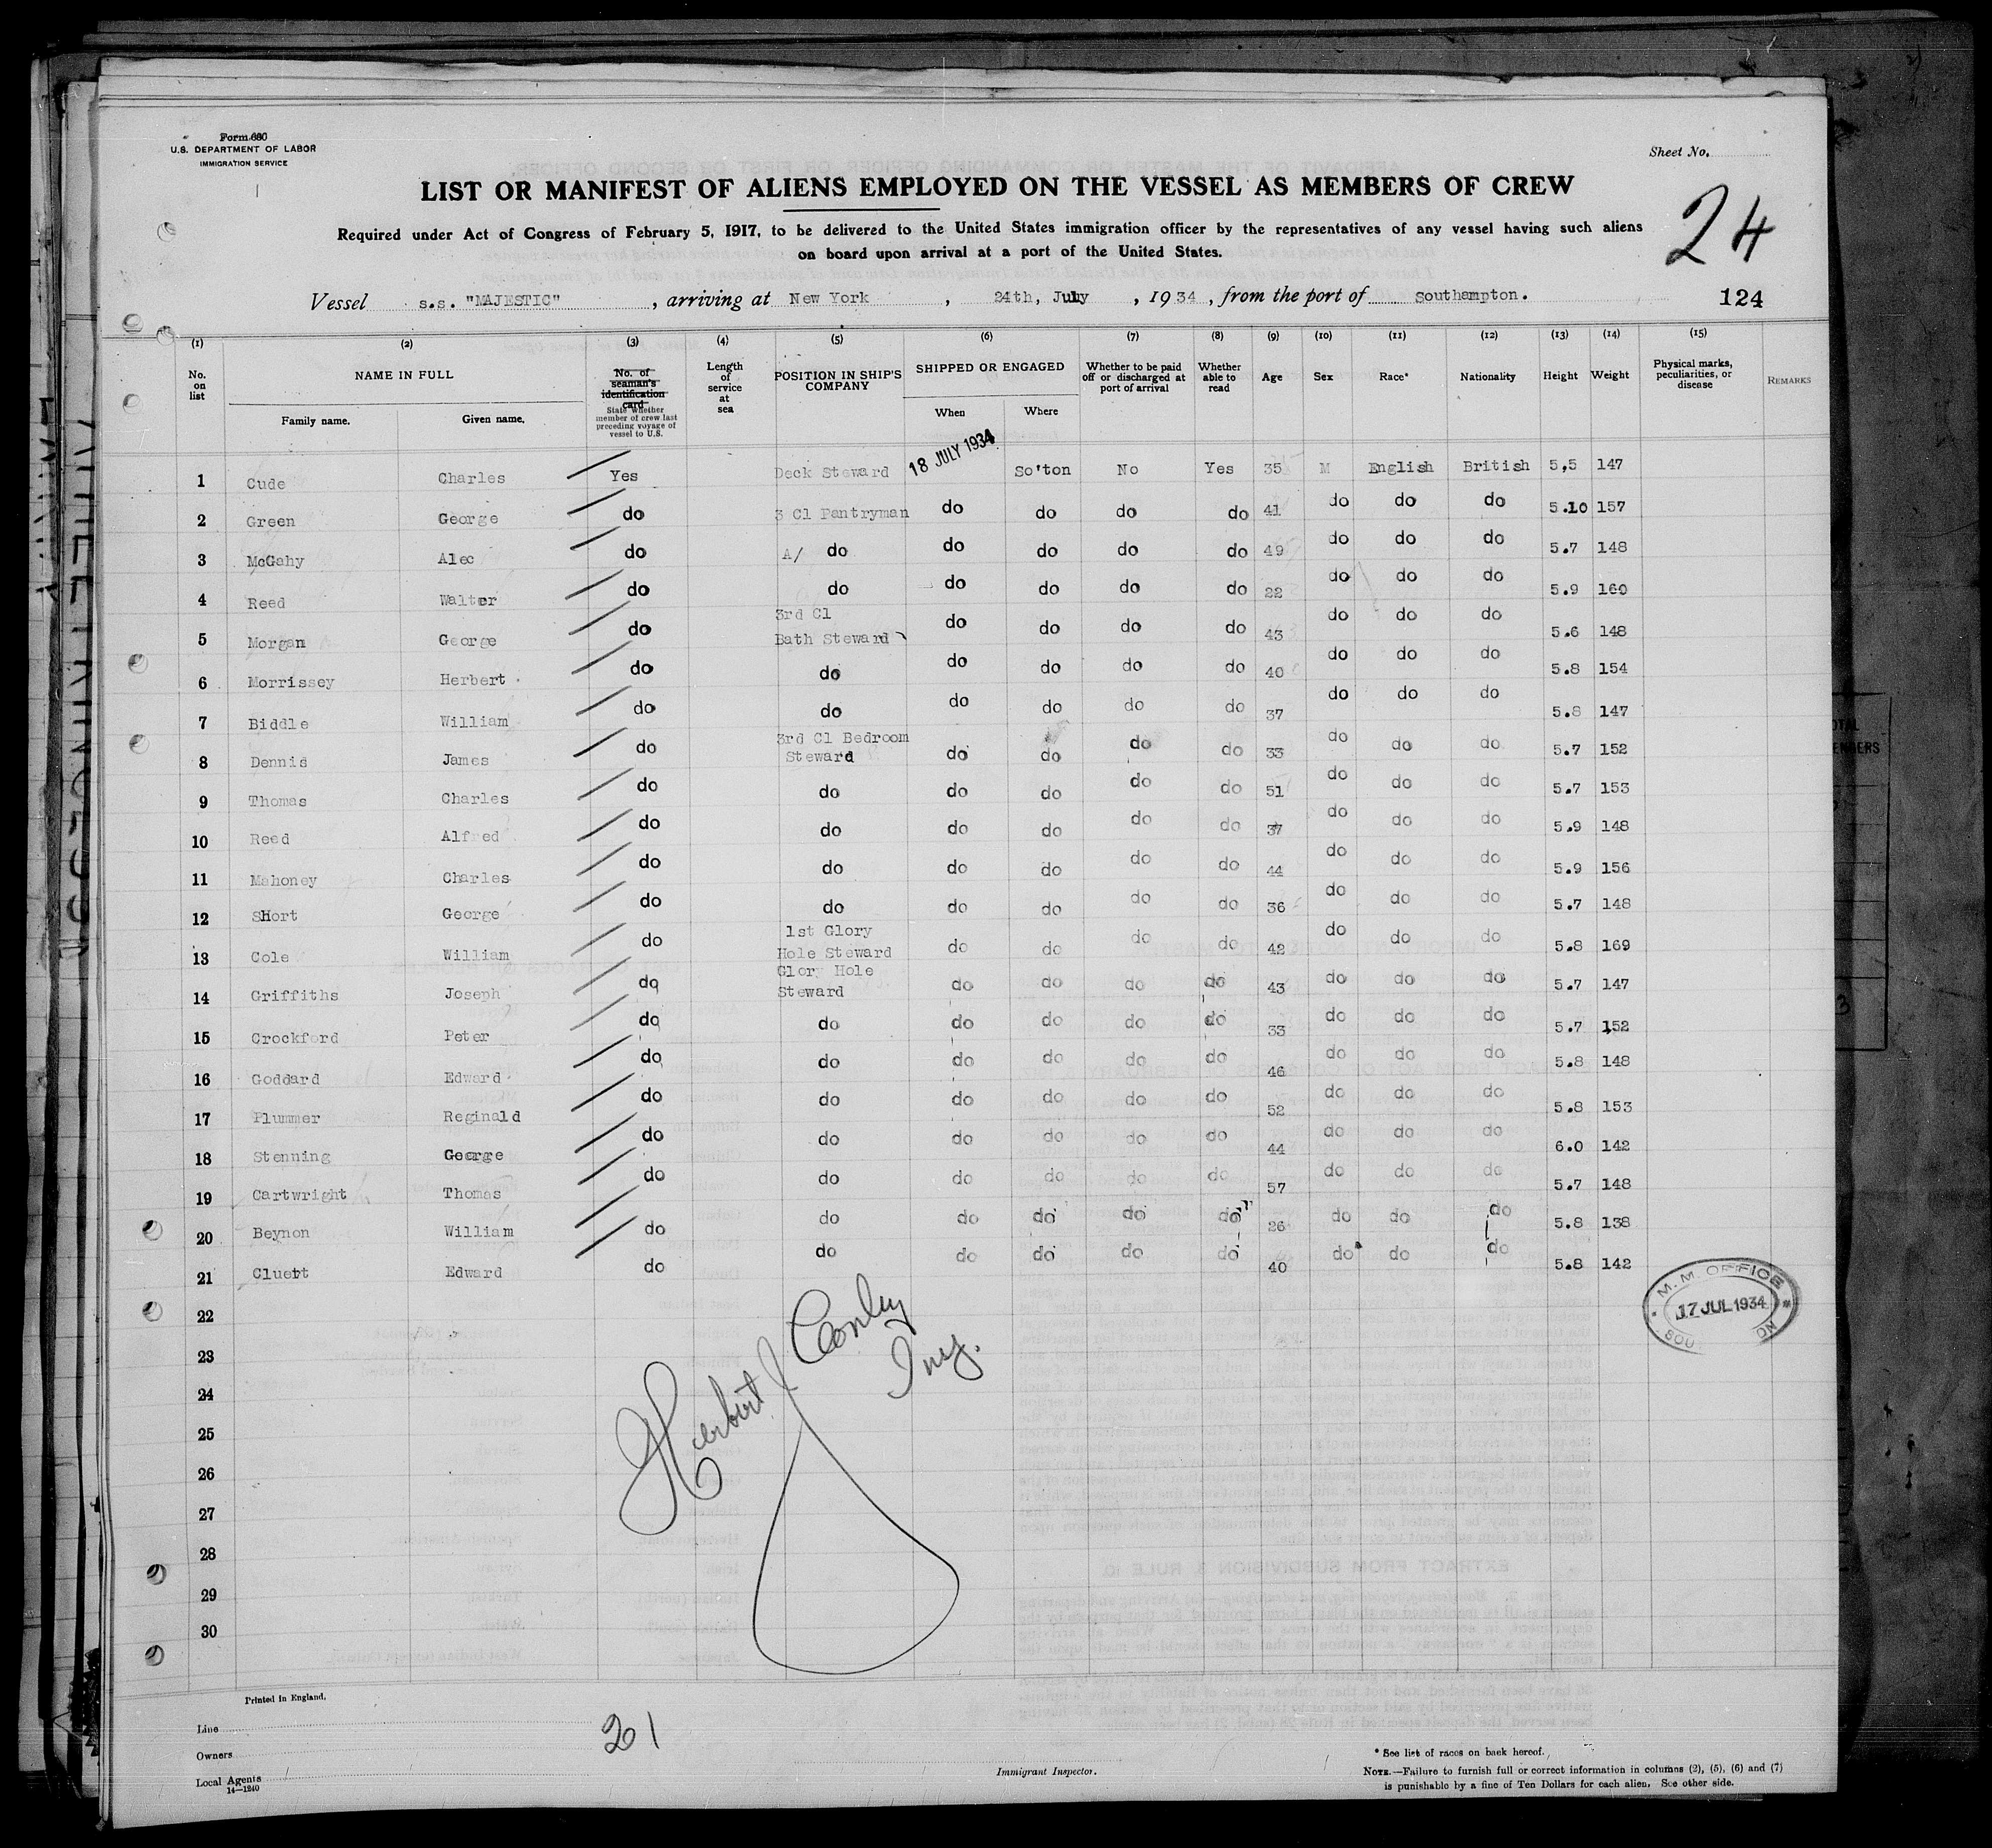 Form 680
U.S. DEPARTMENT OF LABOR
IMMIGRATION SERVICE
Sheet No.
24
LIST OR MANIFEST OF ALIENS EMPLOYED ON THE VESSEL AS MEMBERS OF CREW
Required under Act of Congress of February 5, 1917, to be delivered to the United States immigration officer by the representatives of any vessel having such aliens
on board upon arrival at a port of the United States.
Vessel s.s. "MAJESTIC", arriving at New York, 24th, July, 1934, from the port of Southampton.
124
(1) (2) (3) (4) (5) (6) (7) (8) (9) (10) (11) (12) (13) (14) (15)
No. on list
NAME IN FULL
Family name. Given name.
No. of seaman's identification card
State whether member of crew last preceding voyage of vessel to U.S.
Length of service at sea
POSITION IN SHIP'S COMPANY
SHIPPED OR ENGAGED
When Where
Whether to be paid off or discharged at port of arrival
Whether able to read
Age Sex Race* Nationality Height Weight
Physical marks, peculiarities, or disease
REMARKS
18 JULY 1934
1 Cude Charles Yes Deck Steward So'ton No Yes 35 M English British 5,5 147
2 Green George do 3 Cl Pantryman do do do do 41 do do do 5.10 157
3 McGahy Alec do A/ do do do do do 49 do do do 5.7 148
4 Reed Walter do do do do do do 22 do do do 5.9 160
5 Morgan George do 3rd Cl Bath Steward do do do do 43 do do do 5.6 148
6 Morrissey Herbert do do do do do do 40 do do do 5.8 154
7 Biddle William do do do do do do 37 do do do 5.8 147
8 Dennis James do 3rd Cl Bedroom Steward do do do do 33 do do do 5.7 152
9 Thomas Charles do do do do do do 51 do do do 5.7 153
10 Reed Alfred do do do do do do 37 do do do 5.9 148
11 Mahoney Charles do do do do do do 44 do do do 5.9 156
12 SHort George do do do do do do 36 do do do 5.7 148
13 Cole William do 1st Glory Hole Steward do do do do 42 do do do 5.8 169
14 Griffiths Joseph do Glory Hole Steward do do do do 43 do do do 5.7 147
15 Crockford Peter do do do do do do 33 do do do 5.7 152
16 Goddard Edward do do do do do do 46 do do do 5.8 148
17 Plummer Reginald do do do do do do 52 do do do 5.8 153
18 Stenning George do do do do do do 44 do do do 6.0 142
19 Cartwright Thomas do do do do do do 57 do do do 5.7 148
20 Beynon William do do do do do do 26 do do do 5.8 138
21 Cluett Edward do do do do do do 40 do do do 5.8 142
22
23
24
25
26
27
28
29
30
M. M. OFFICE
17 JUL 1934
Herbert J Conley
Insp.
Printed in England.
Line
Owners
Local Agents
14—1240
21
Immigrant Inspector.
* See list of races on back hereof.
NOTE.—Failure to furnish full or correct information in columns (2), (5), (6) and (7)
is punishable by a fine of Ten Dollars for each alien. See other side.